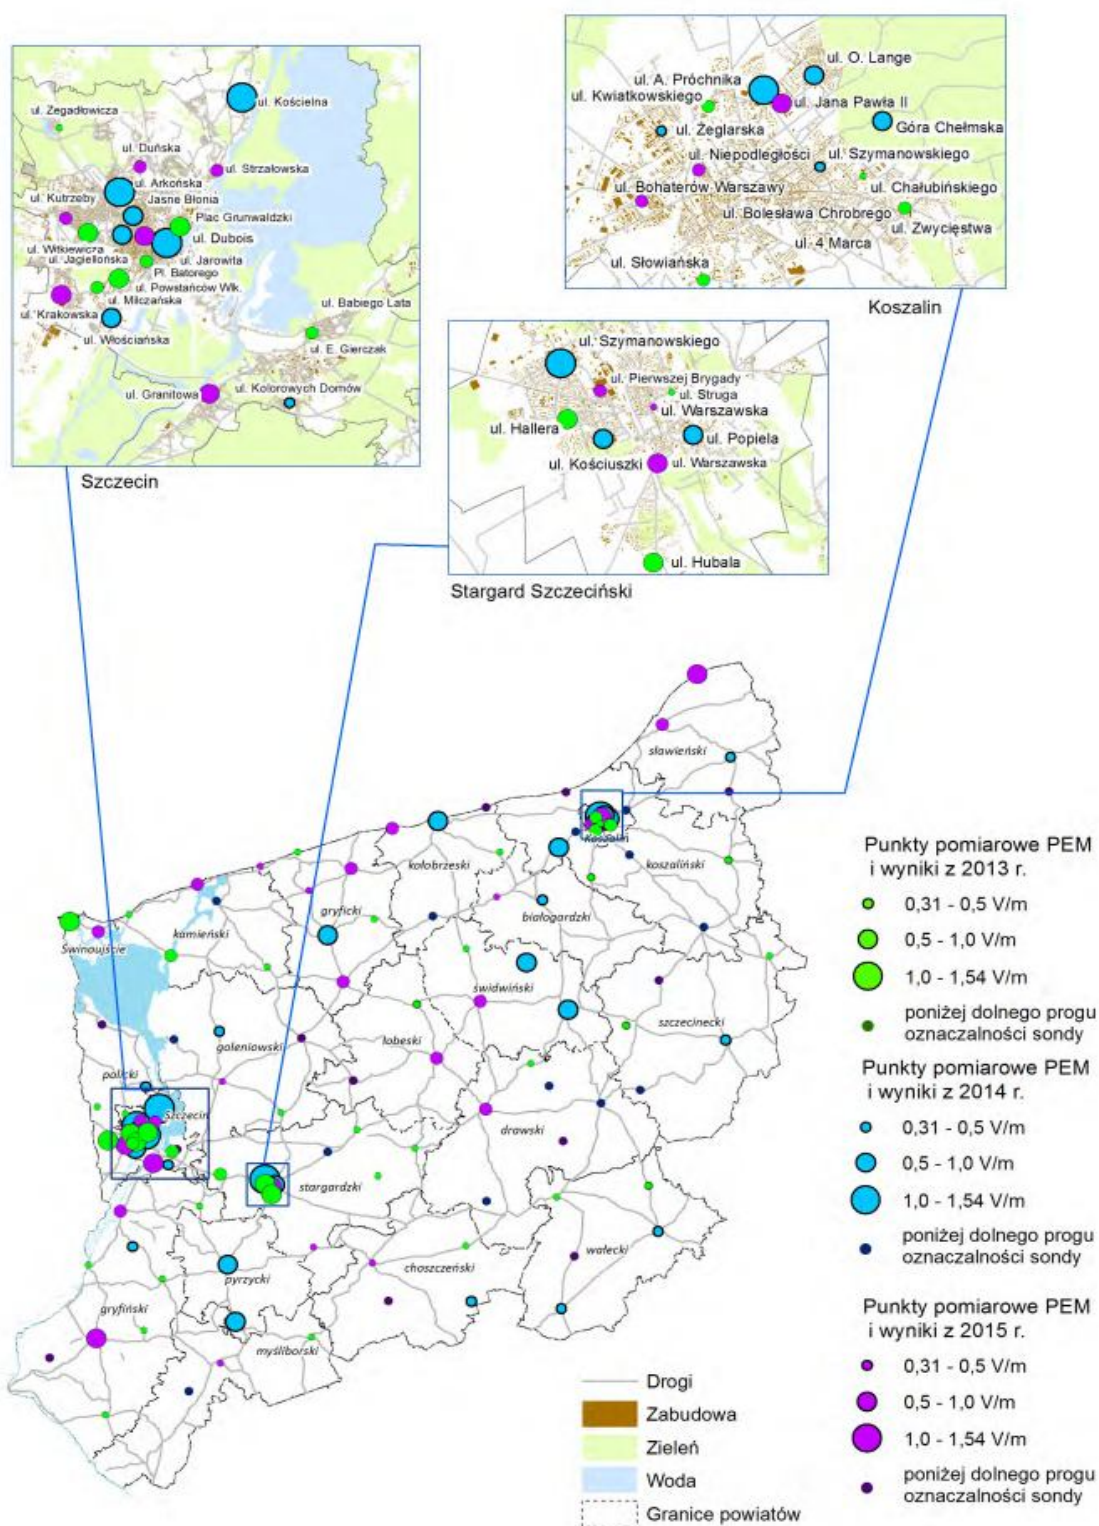 ul. Kościelna
ul. Zegadłowicza
ul. Duńska
ul. Strzałowska
ul. Arkońska
ul. Kutrzeby
Jasne Błonia
Plac Grunwaldzki
ul. Dubois
ul. Witkiewicza
ul. Jagiellońska
ul. Jarowita
Pl. Batorego
ul. Powstańców Wlk.
ul. Milczańska
ul. Krakowska
ul. Włościańska
ul. Babiego Lata
ul. E. Gierczak
ul. Kolorowych Domów
ul. Granitowa
Szczecin
ul. O. Lange
ul. A. Próchnika
ul. Kwiatkowskiego
ul. Jana Pawła II
Góra Chełmska
ul. Żeglarska
ul. Niepodległości
ul. Szymanowskiego
ul. Chałubińskiego
ul. Bohaterów Warszawy
ul. Bolesława Chrobrego
ul. Zwycięstwa
ul. 4 Marca
ul. Słowiańska
Koszalin
ul. Szymanowskiego
ul. Pierwszej Brygady
ul. Struga
ul. Warszawska
ul. Hallera
ul. Popiela
ul. Kościuszki
ul. Warszawska
ul. Hubala
Stargard Szczeciński
sławieński
Koszalin
koszaliński
kołobrzeski
gryficki
białogardzki
kamieński
Świnoujście
świdwiński
szczecinecki
goleniowski
łobeski
policki
Szczecin
drawski
stargardzki
wałecki
choszczeński
pyrzycki
gryfiński
myśliborski
Punkty pomiarowe PEM
i wyniki z 2013 r.
0,31 - 0,5 V/m
0,5 - 1,0 V/m
1,0 - 1,54 V/m
poniżej dolnego progu
oznaczalności sondy
Punkty pomiarowe PEM
i wyniki z 2014 r.
0,31 - 0,5 V/m
0,5 - 1,0 V/m
1,0 - 1,54 V/m
poniżej dolnego progu
oznaczalności sondy
Punkty pomiarowe PEM
i wyniki z 2015 r.
0,31 - 0,5 V/m
0,5 - 1,0 V/m
1,0 - 1,54 V/m
poniżej dolnego progu
oznaczalności sondy
Drogi
Zabudowa
Zieleń
Woda
Granice powiatów